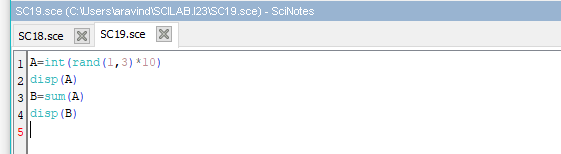 SC19.sce (C:\Users\aravind\SCILAB.I23\SC19.sce) - SciNotes
SC18.sce SC19.sce
1 A=int(rand(1,3)*10)
2 disp(A)
3 B=sum(A)
4 disp(B)
5